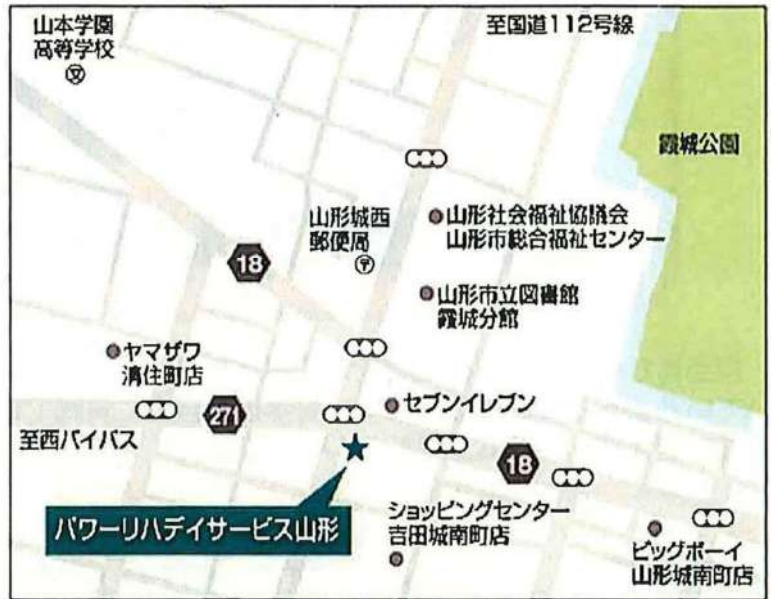 山本学園
高等学校
至国道112号線
霞城公園
山形城西
郵便局
山形社会福祉協議会
山形市総合福祉センター
18
山形市立図書館
霞城分館
ヤマザワ
漓住町店
セブンイレブン
271
至西バイパス
18
パワーリハデイサービス山形
ショッピングセンター
吉田城南町店
ビッグボーイ
山形城南町店